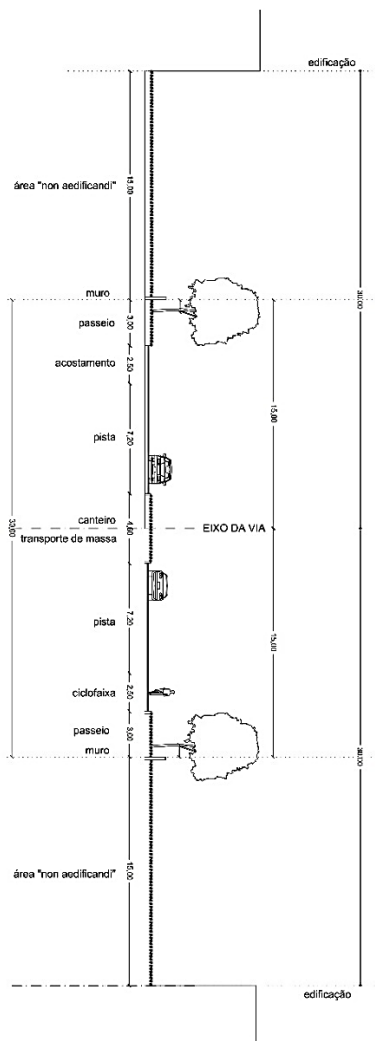 edificação
área "non aedificandi"
15,00
muro
30,00
passeio
3,00
acostamento
2,50
pista
7,20
15,00
canteiro
EIXO DA VIA
4,60
30,00
transporte de massa
pista
7,20
15,00
ciclofaixa
2,50
passeio
3,00
muro
30,00
área "non aedificandi"
15,00
edificação